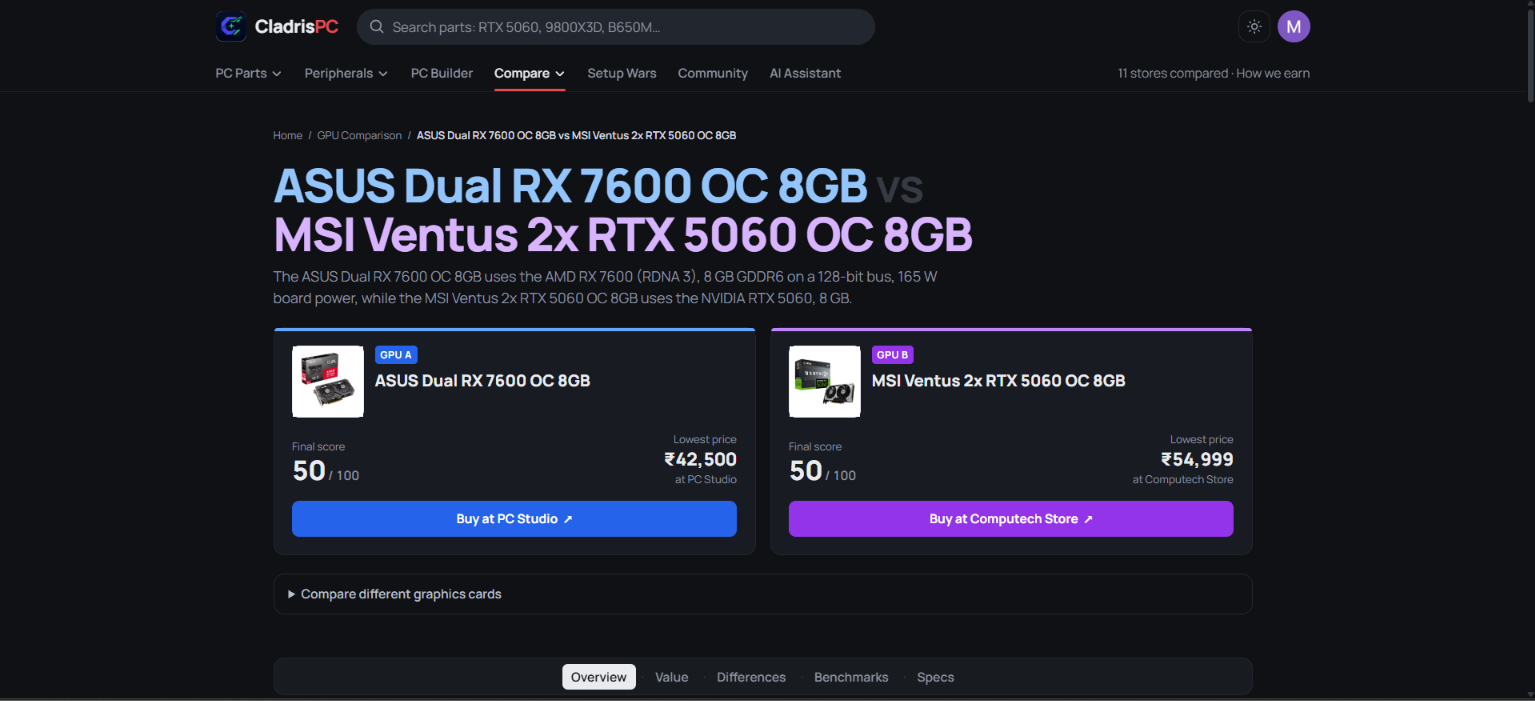 CladrisPC
Search parts: RTX 5060, 9800X3D, B650M...
M
PC Parts
Peripherals
PC Builder
Compare
Setup Wars
Community
AI Assistant
11 stores compared · How we earn
Home / GPU Comparison / ASUS Dual RX 7600 OC 8GB vs MSI Ventus 2x RTX 5060 OC 8GB
ASUS Dual RX 7600 OC 8GB vs
MSI Ventus 2x RTX 5060 OC 8GB
The ASUS Dual RX 7600 OC 8GB uses the AMD RX 7600 (RDNA 3), 8 GB GDDR6 on a 128-bit bus, 165 W
board power, while the MSI Ventus 2x RTX 5060 OC 8GB uses the NVIDIA RTX 5060, 8 GB.
GPU A
ASUS Dual RX 7600 OC 8GB
Final score
50 / 100
Lowest price
₹42,500
at PC Studio
Buy at PC Studio ↗
GPU B
MSI Ventus 2x RTX 5060 OC 8GB
Final score
50 / 100
Lowest price
₹54,999
at Computech Store
Buy at Computech Store ↗
▶ Compare different graphics cards
Overview · Value · Differences · Benchmarks · Specs